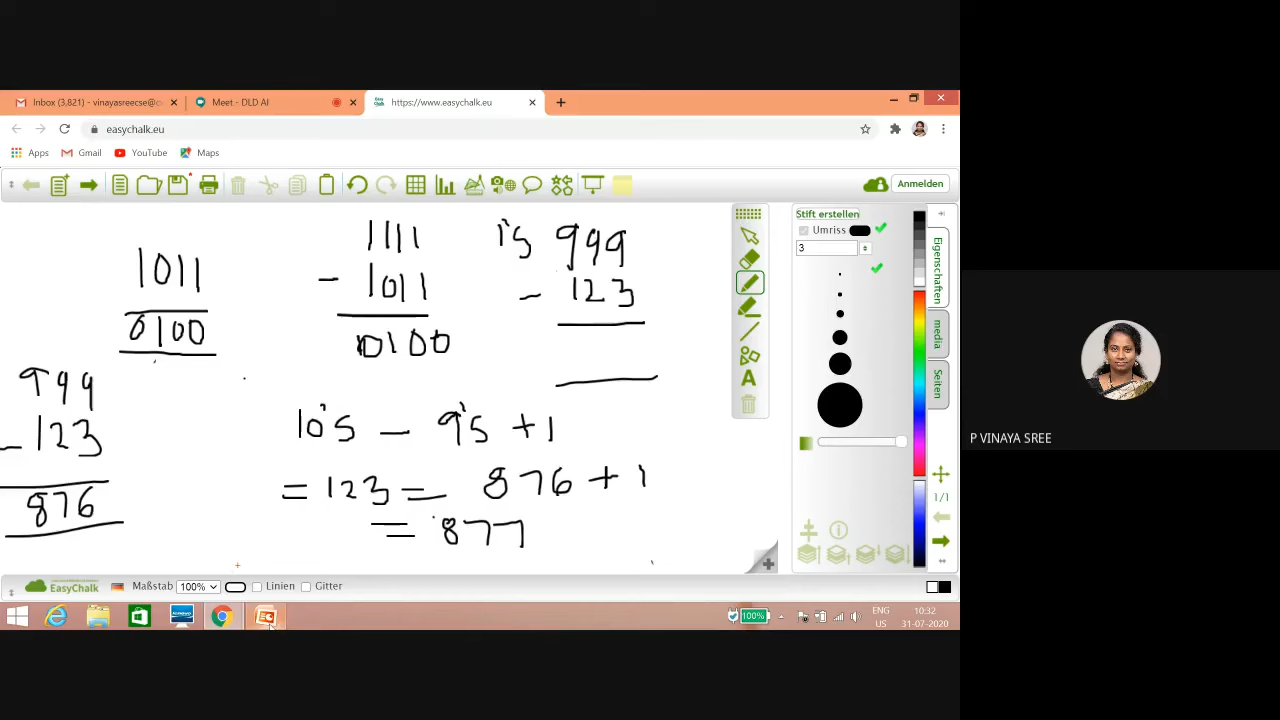 Inbox (3,821) - vinayasreecse@c
Meet - DLD AI
https://www.easychalk.eu
easychalk.eu
Apps
Gmail
YouTube
Maps
Anmelden
1011
0100
1111
- 1011
0100
1's 999
- 123
999
- 123
876
10's - 9's + 1
= 123 = 876 + 1
= 877
Stift erstellen
Umriss
3
Eigenschaften
media
Seiten
1/1
EasyChalk
Maßstab 100%
Linien
Gitter
100%
ENG
US
10:32
31-07-2020
P VINAYA SREE